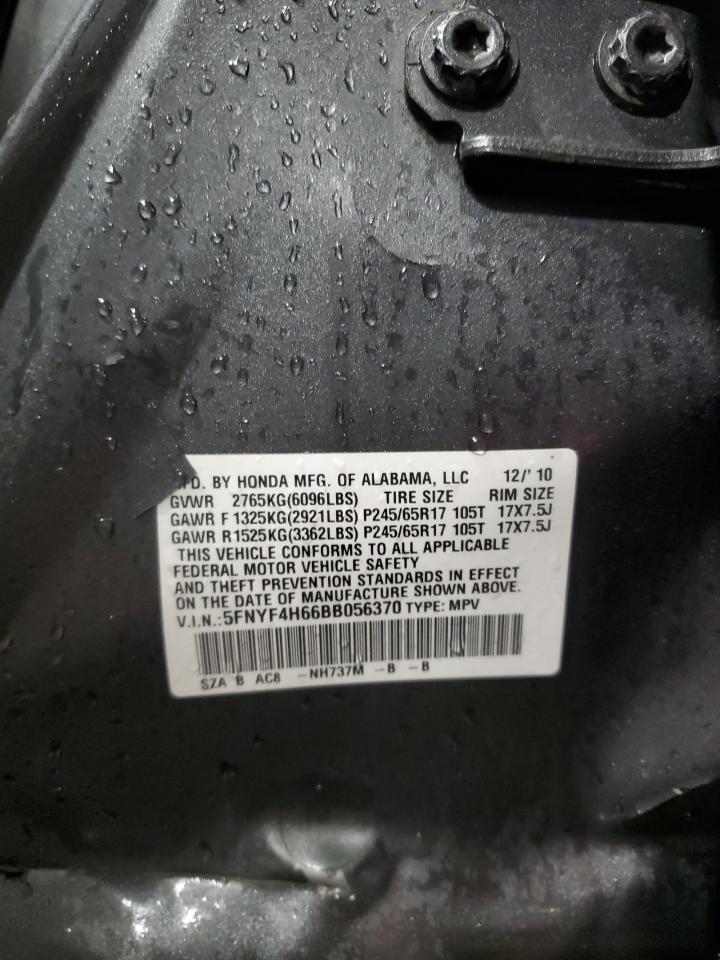 MFD. BY HONDA MFG. OF ALABAMA, LLC 12/' 10
GVWR 2765KG(6096LBS) TIRE SIZE RIM SIZE
GAWR F 1325KG(2921LBS) P245/65R17 105T 17X7.5J
GAWR R1525KG(3362LBS) P245/65R17 105T 17X7.5J
THIS VEHICLE CONFORMS TO ALL APPLICABLE
FEDERAL MOTOR VEHICLE SAFETY
AND THEFT PREVENTION STANDARDS IN EFFECT
ON THE DATE OF MANUFACTURE SHOWN ABOVE.
V.I.N.:5FNYF4H66BB056370 TYPE: MPV
SZA B AC8 -NH737M -B -B